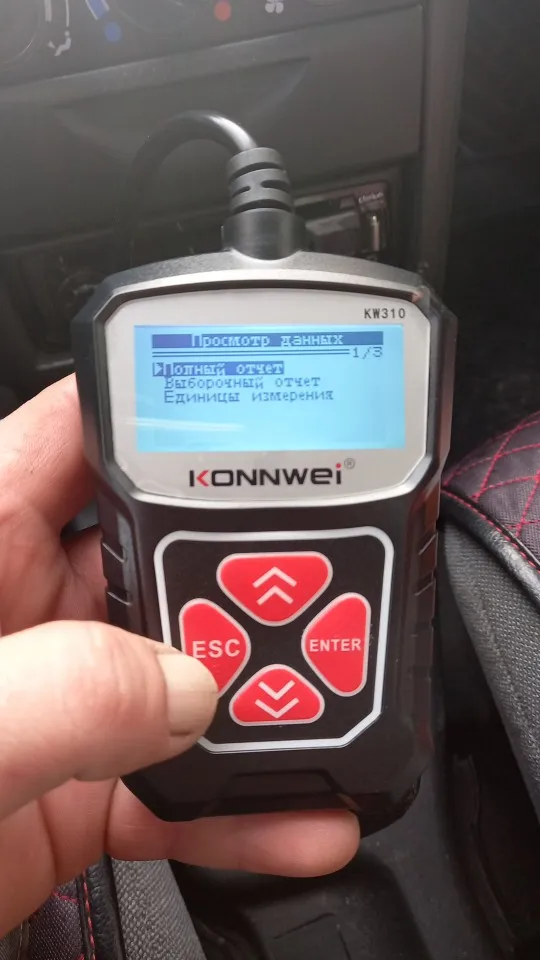 KW310
Просмотр данных
1/3
Полный отчет
Выборочный отчет
Единицы измерения
KONNWEI®
ESC
ENTER